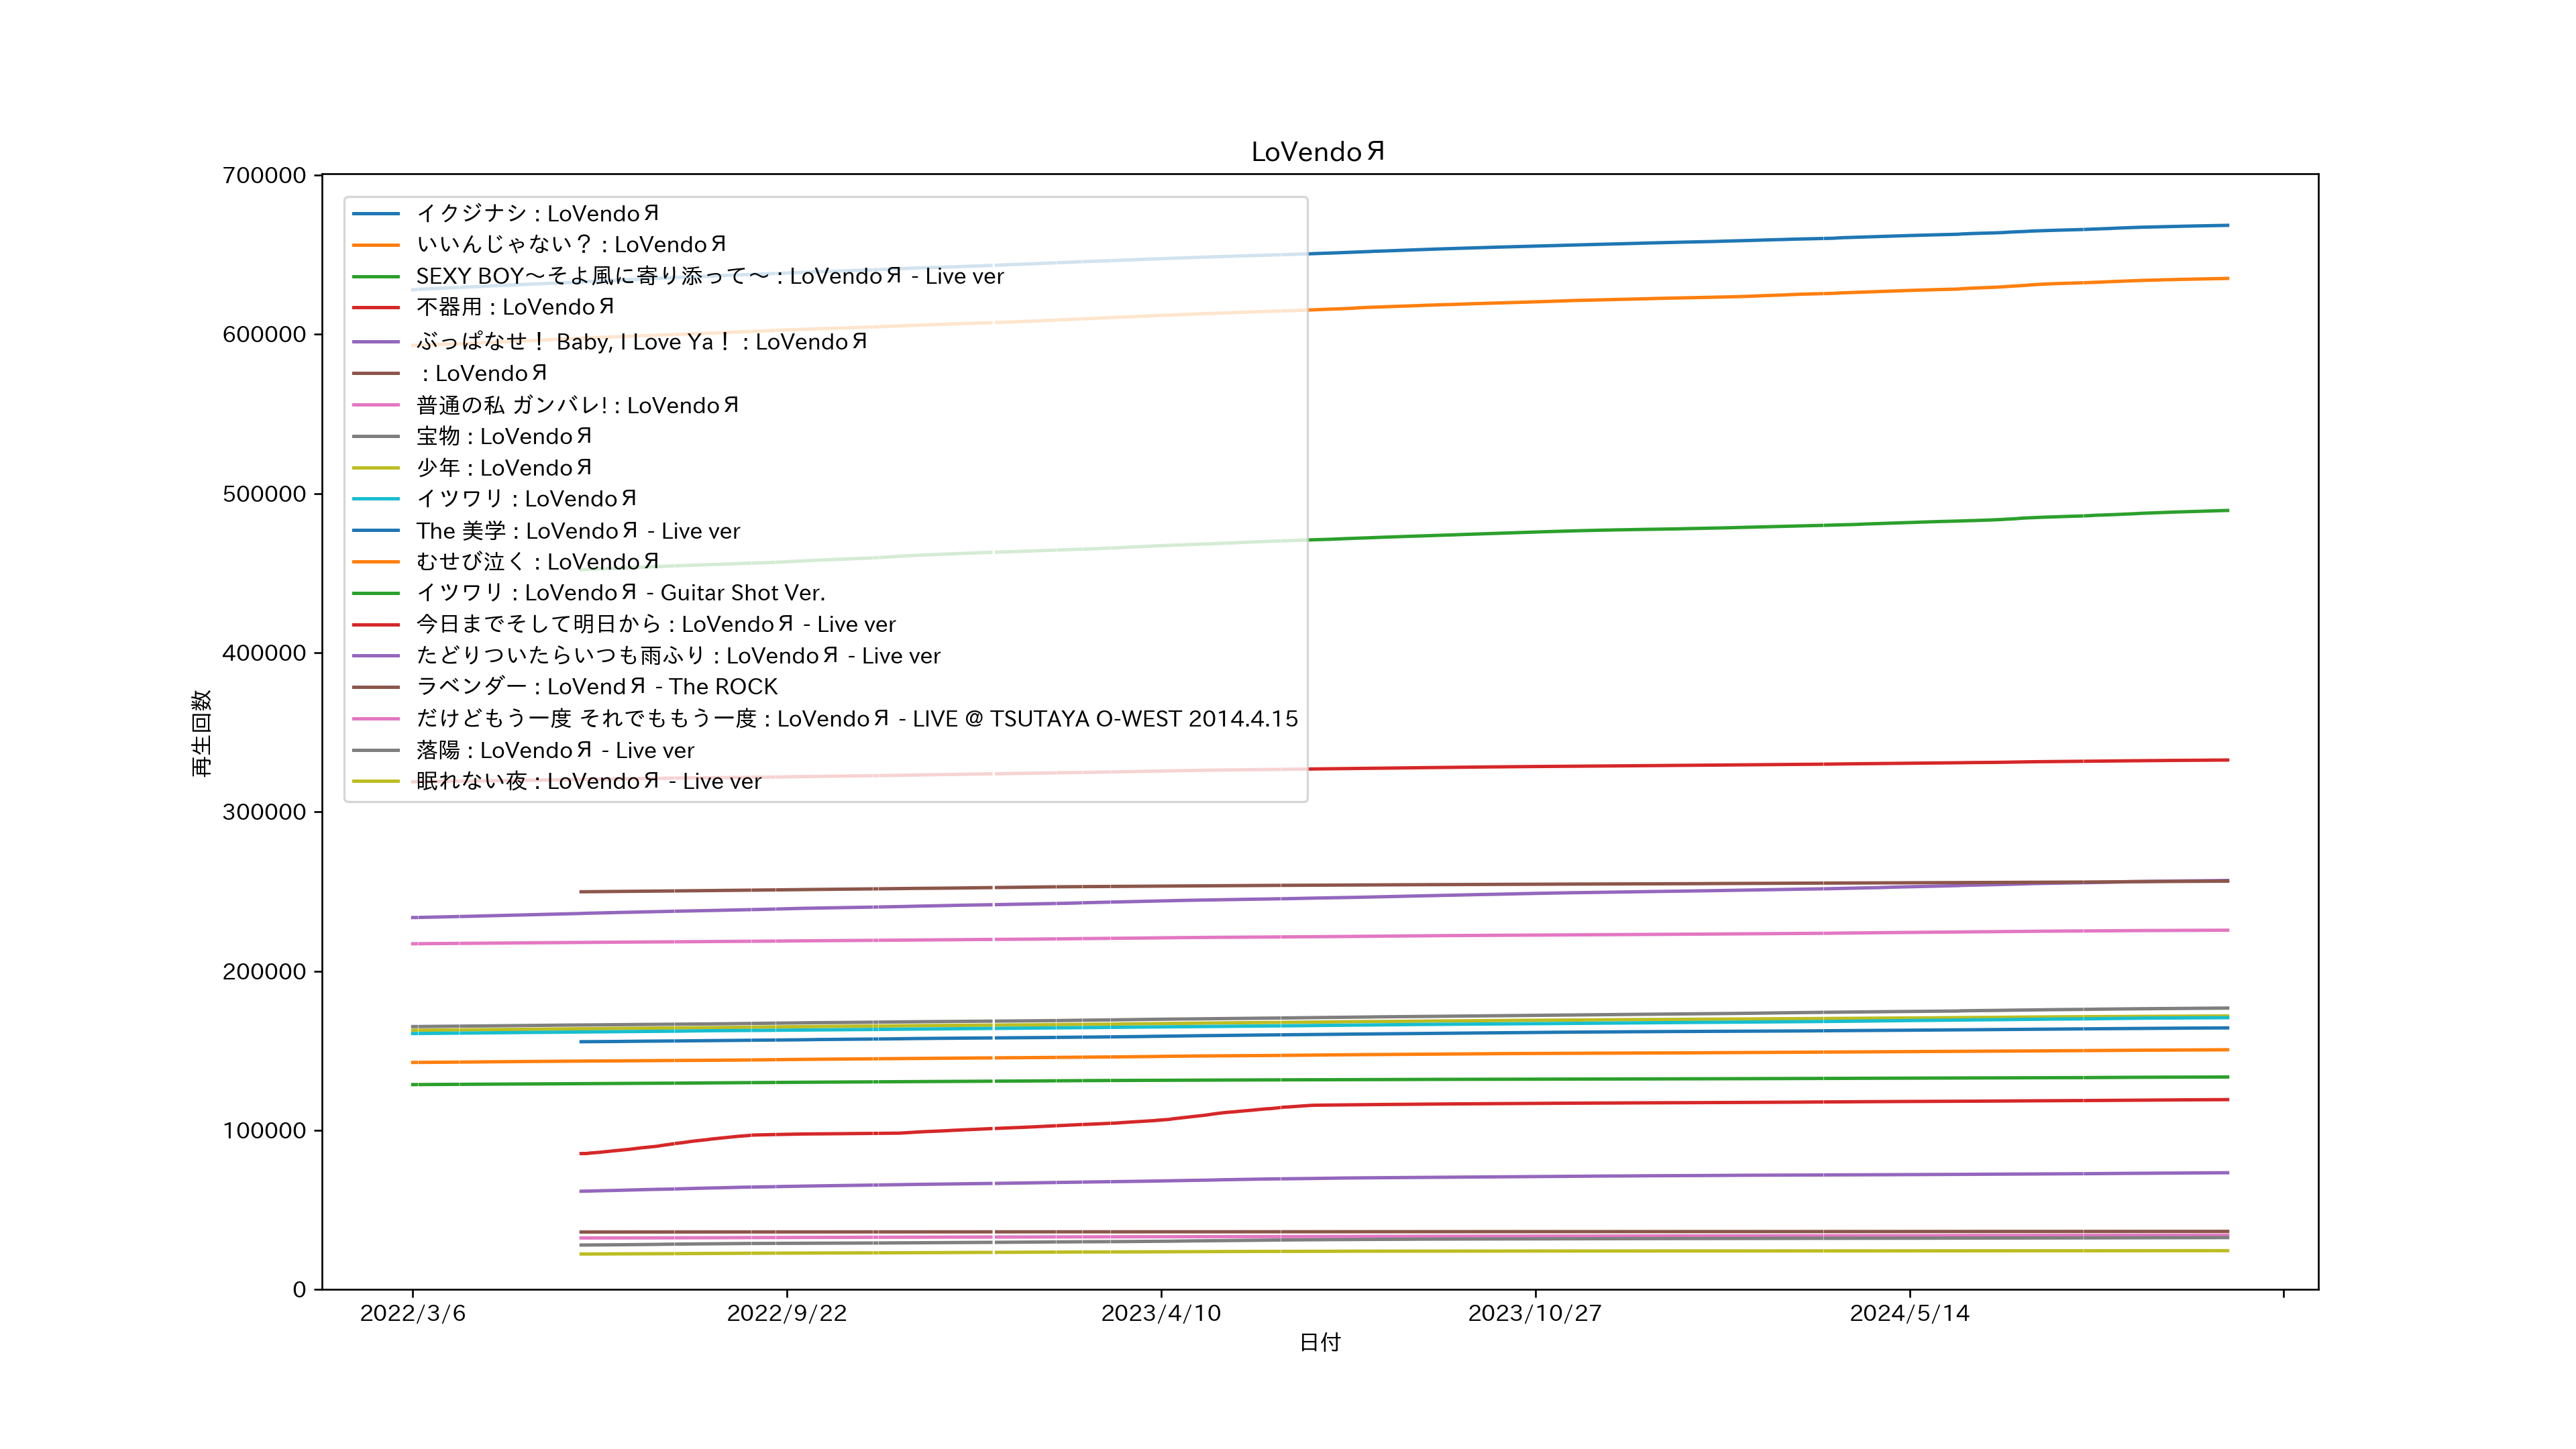 LoVendoЯ
700000
600000
500000
400000
300000
200000
100000
0
再生回数
イクジナシ : LoVendoЯ
いいんじゃない？ : LoVendoЯ
SEXY BOY～そよ風に寄り添って～ : LoVendoЯ - Live ver
不器用 : LoVendoЯ
ぶっぱなせ！ Baby, I Love Ya！ : LoVendoЯ
: LoVendoЯ
普通の私 ガンバレ! : LoVendoЯ
宝物 : LoVendoЯ
少年 : LoVendoЯ
イツワリ : LoVendoЯ
The 美学 : LoVendoЯ - Live ver
むせび泣く : LoVendoЯ
イツワリ : LoVendoЯ - Guitar Shot Ver.
今日までそして明日から : LoVendoЯ - Live ver
たどりついたらいつも雨ふり : LoVendoЯ - Live ver
ラベンダー : LoVendЯ - The ROCK
だけどもう一度 それでももう一度 : LoVendoЯ - LIVE @ TSUTAYA O-WEST 2014.4.15
落陽 : LoVendoЯ - Live ver
眠れない夜 : LoVendoЯ - Live ver
2022/3/6 2022/9/22 2023/4/10 2023/10/27 2024/5/14
日付